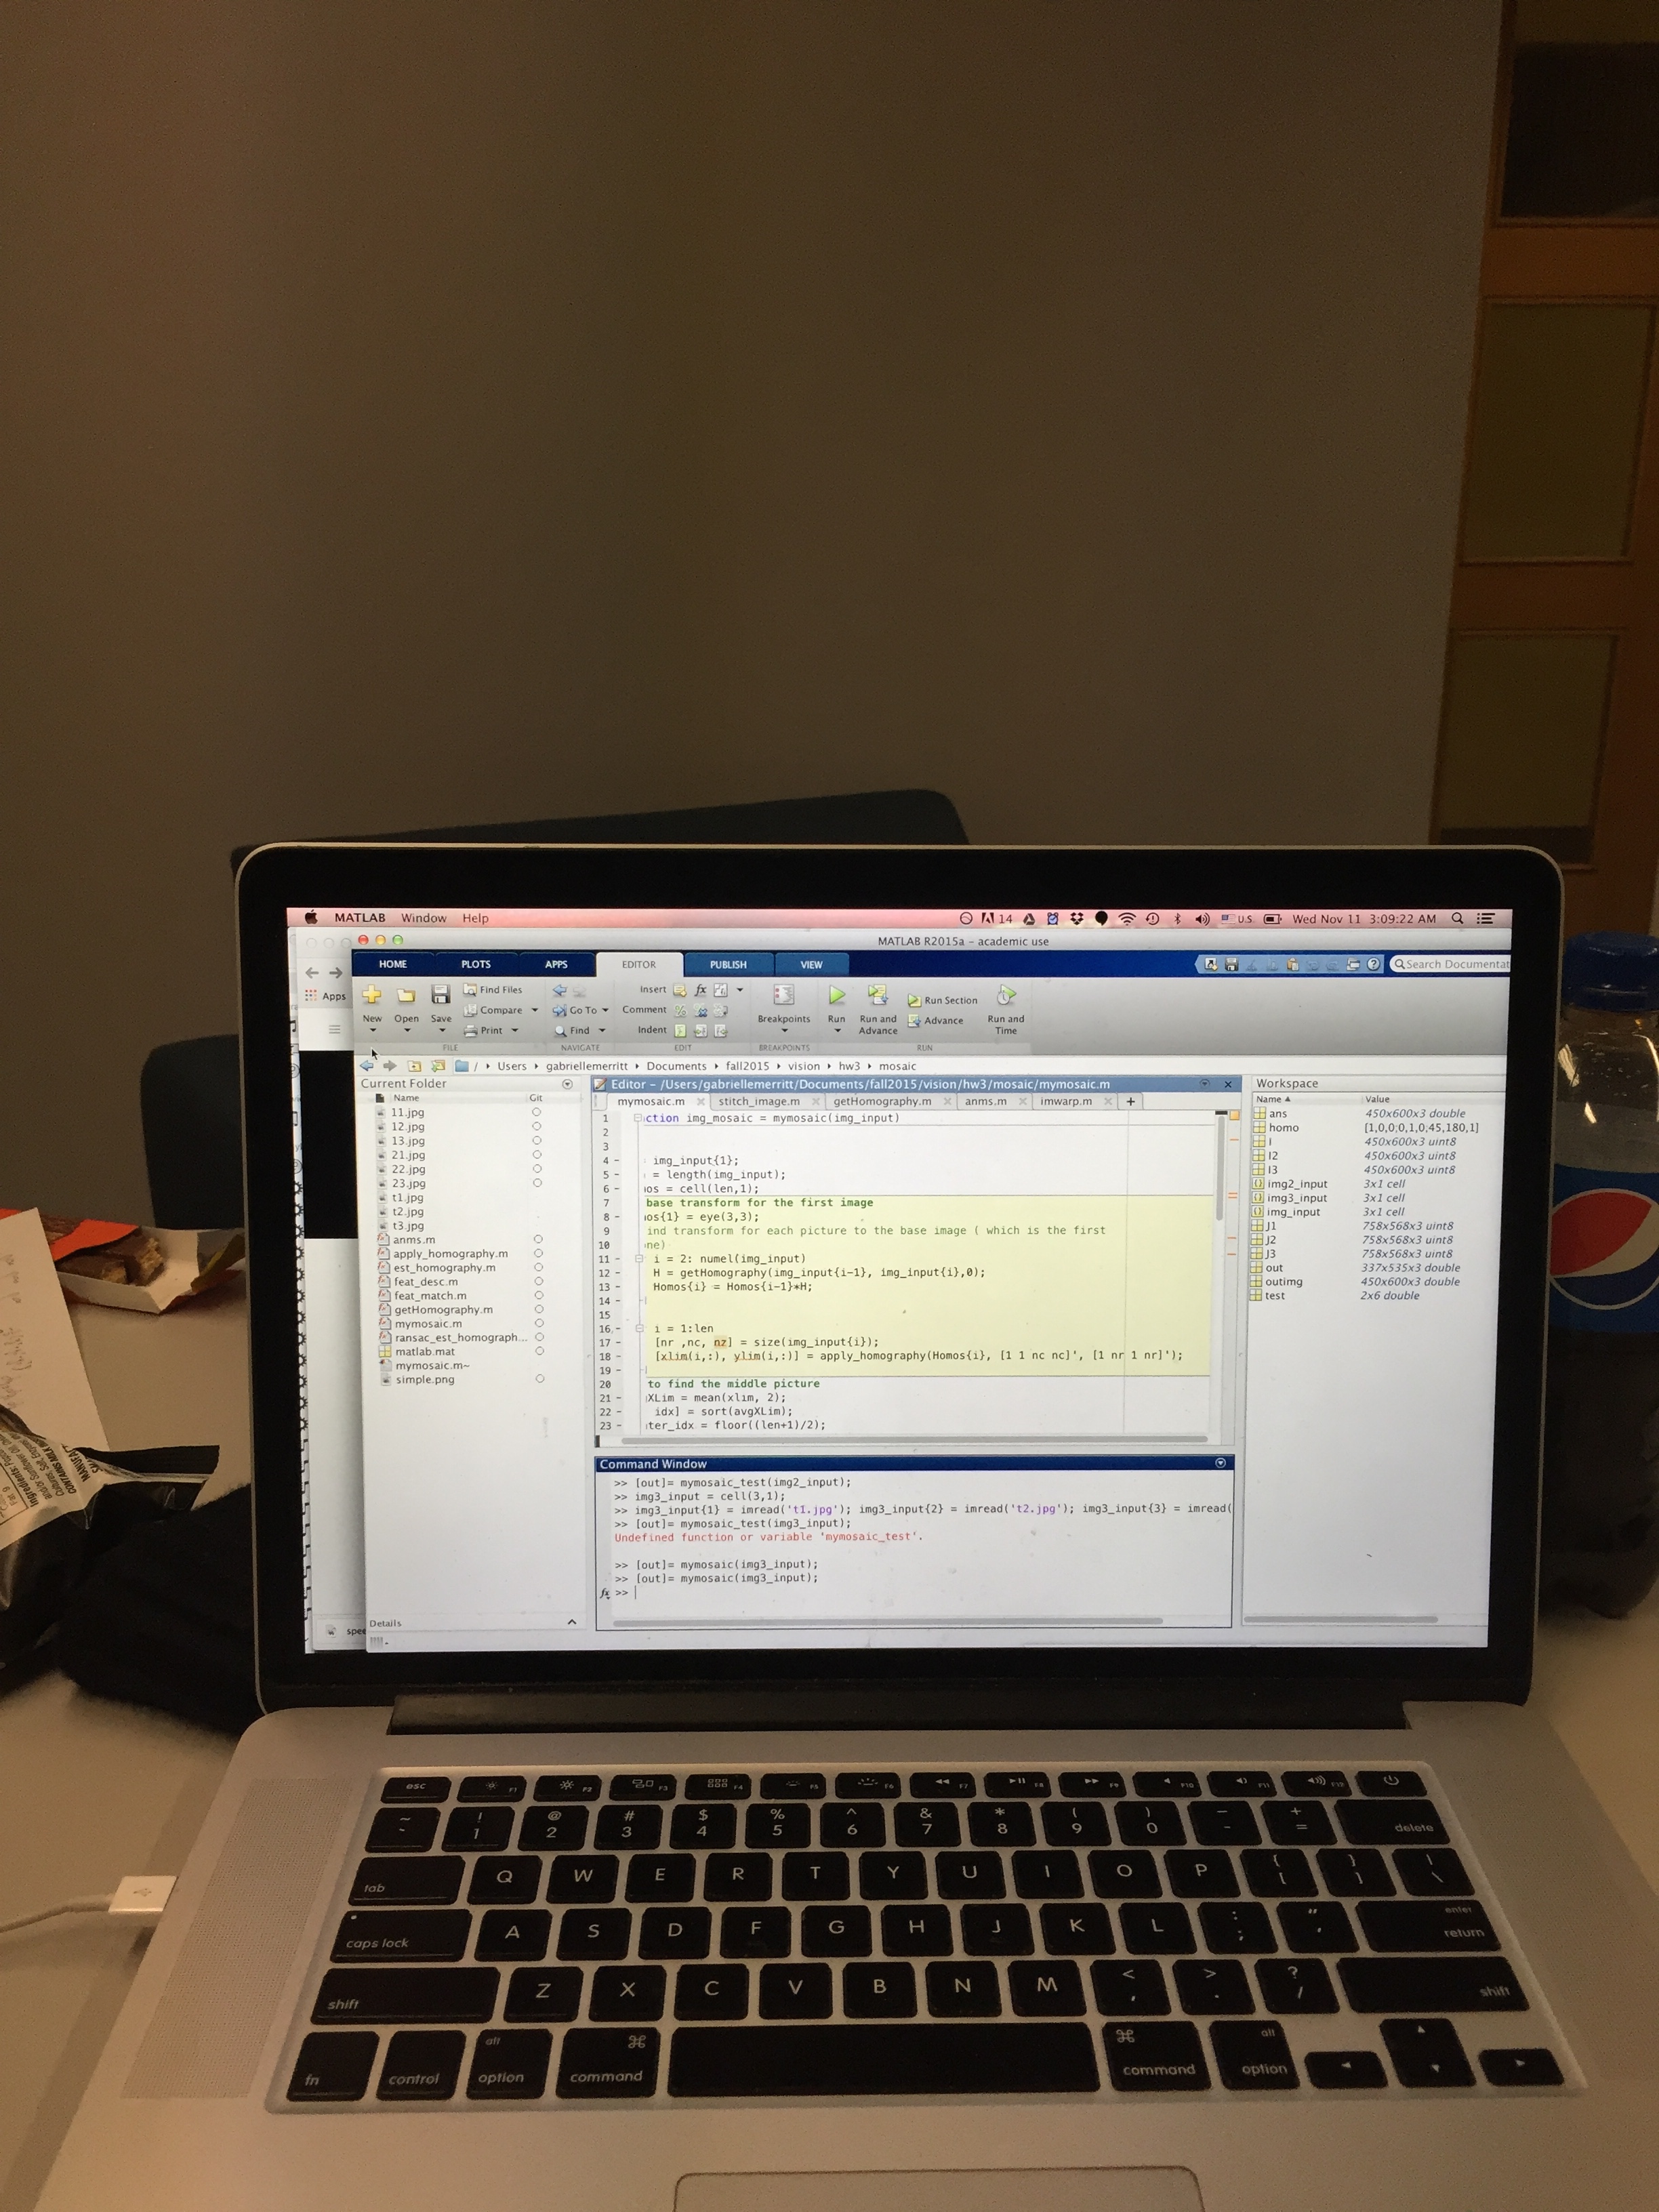 MATLAB Window Help 14 U.S. Wed Nov 11 3:09:22 AM
MATLAB R2015a - academic use
HOME PLOTS APPS EDITOR PUBLISH VIEW Search Documentat
Apps
New Open Save Find Files Compare Print
Go To Find
Insert fx Comment Indent
Breakpoints
Run Run and Advance Run Section Advance Run and Time
FILE NAVIGATE EDIT BREAKPOINTS RUN
/ Users gabriellemerritt Documents fall2015 vision hw3 mosaic
Current Folder
Name Git
11.jpg
12.jpg
13.jpg
21.jpg
22.jpg
23.jpg
t1.jpg
t2.jpg
t3.jpg
anms.m
apply_homography.m
est_homography.m
feat_desc.m
feat_match.m
getHomography.m
mymosaic.m
ransac_est_homograph...
matlab.mat
mymosaic.m~
simple.png
Details
Editor - /Users/gabriellemerritt/Documents/fall2015/vision/hw3/mosaic/mymosaic.m
mymosaic.m stitch_image.m getHomography.m anms.m imwarp.m +
1 ction img_mosaic = mymosaic(img_input)
2
3
4 - img_input{1};
5 - = length(img_input);
6 - os = cell(len,1);
7 base transform for the first image
8 - os{1} = eye(3,3);
9 ind transform for each picture to the base image ( which is the first
10 ne)
11 - i = 2: numel(img_input)
12 - H = getHomography(img_input{i-1}, img_input{i},0);
13 - Homos{i} = Homos{i-1}*H;
14 -
15
16 - i = 1:len
17 - [nr ,nc, nz] = size(img_input{i});
18 - [xlim(i,:), ylim(i,:)] = apply_homography(Homos{i}, [1 1 nc nc]', [1 nr 1 nr]');
19 -
20 to find the middle picture
21 - XLim = mean(xlim, 2);
22 - idx] = sort(avgXLim);
23 - ter_idx = floor((len+1)/2);
Command Window
>> [out]= mymosaic_test(img2_input);
>> img3_input = cell(3,1);
>> img3_input{1} = imread('t1.jpg'); img3_input{2} = imread('t2.jpg'); img3_input{3} = imread(
>> [out]= mymosaic_test(img3_input);
Undefined function or variable 'mymosaic_test'.
>> [out]= mymosaic(img3_input);
>> [out]= mymosaic(img3_input);
fx >>
Workspace
Name Value
ans 450x600x3 double
homo [1,0,0;0,1,0;45,180,1]
I 450x600x3 uint8
I2 450x600x3 uint8
I3 450x600x3 uint8
img2_input 3x1 cell
img3_input 3x1 cell
img_input 3x1 cell
J1 758x568x3 uint8
J2 758x568x3 uint8
J3 758x568x3 uint8
out 337x535x3 double
outimg 450x600x3 double
test 2x6 double
spee
esc F1 F2 F3 F4 F5 F6 F7 F8 F9 F10 F11 F12
~ ` ! 1 @ 2 # 3 $ 4 % 5 ^ 6 & 7 * 8 ( 9 ) 0 _ - + = delete
tab Q W E R T Y U I O P { [ } ] | \
caps lock A S D F G H J K L : ; " ' enter return
shift Z X C V B N M < , > . ? / shift
fn control alt option ⌘ command ⌘ command alt option